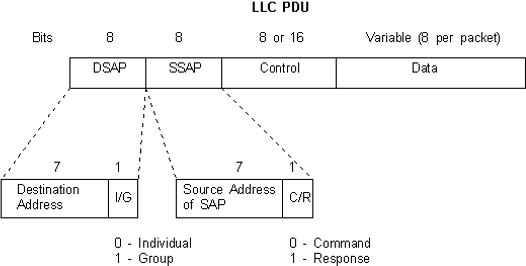 LLC PDU
Bits 8 8 8 or 16 Variable (8 per packet)
DSAP SSAP Control Data
7 1 7 1
Destination Address I/G Source Address of SAP C/R
0 - Individual 0 - Command
1 - Group 1 - Response